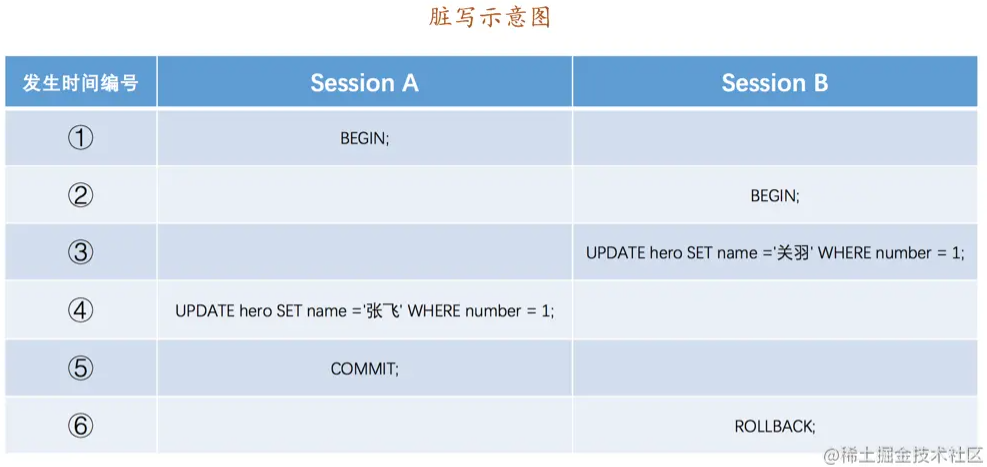 脏写示意图
发生时间编号 Session A Session B
① BEGIN;
② BEGIN;
③ UPDATE hero SET name ='关羽' WHERE number = 1;
④ UPDATE hero SET name ='张飞' WHERE number = 1;
⑤ COMMIT;
⑥ ROLLBACK;
@稀土掘金技术社区